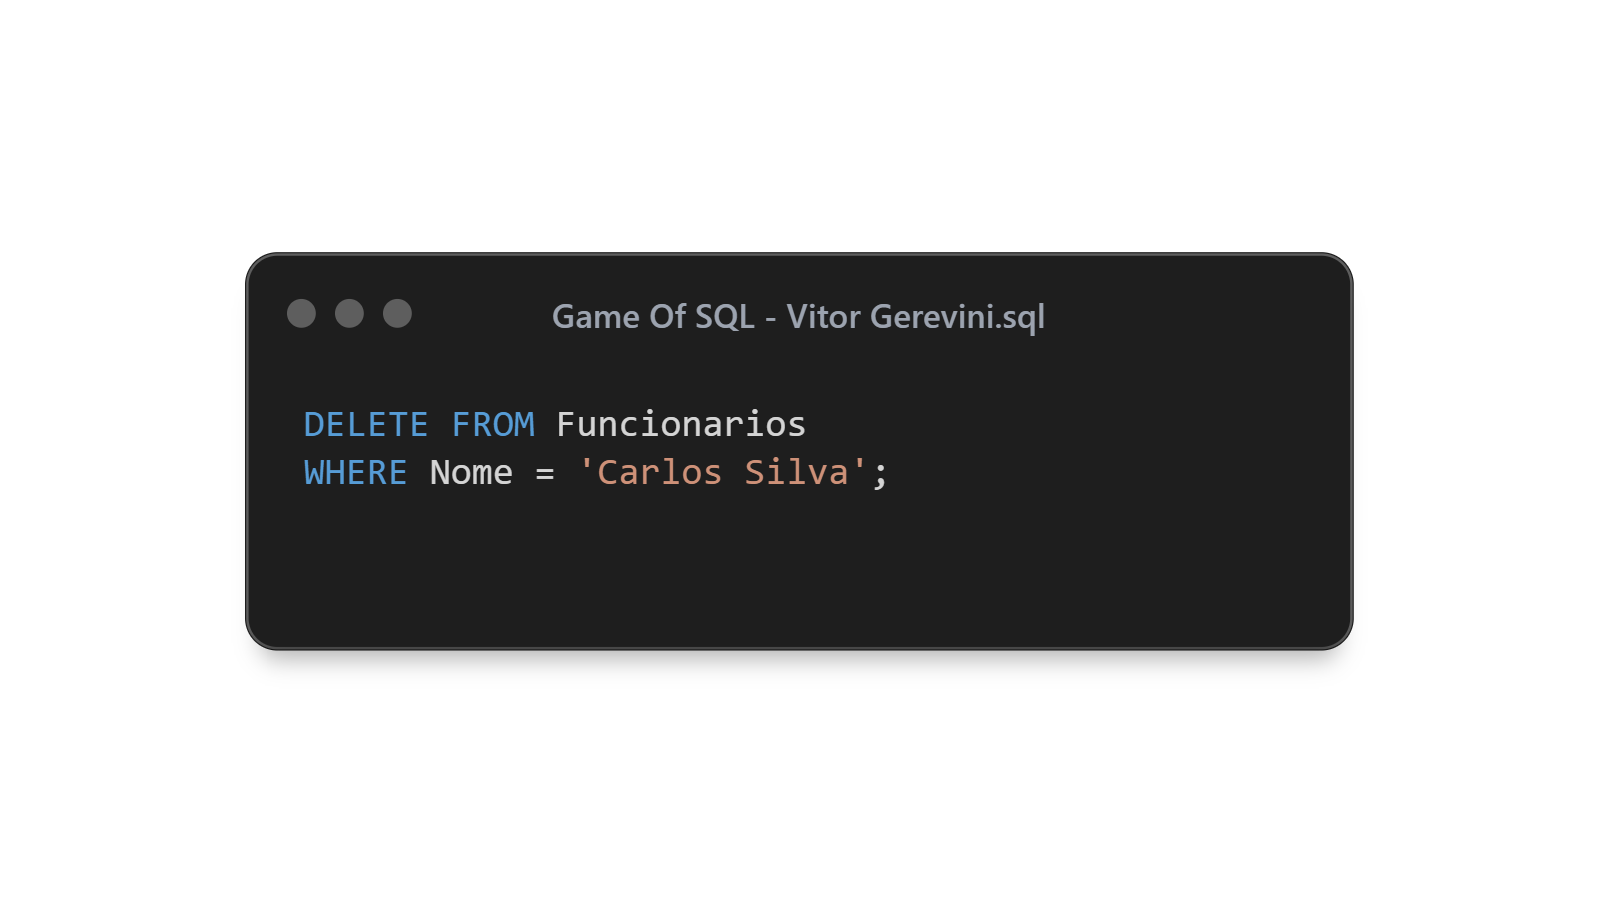 Game Of SQL - Vitor Gerevini.sql
DELETE FROM Funcionarios
WHERE Nome = 'Carlos Silva';